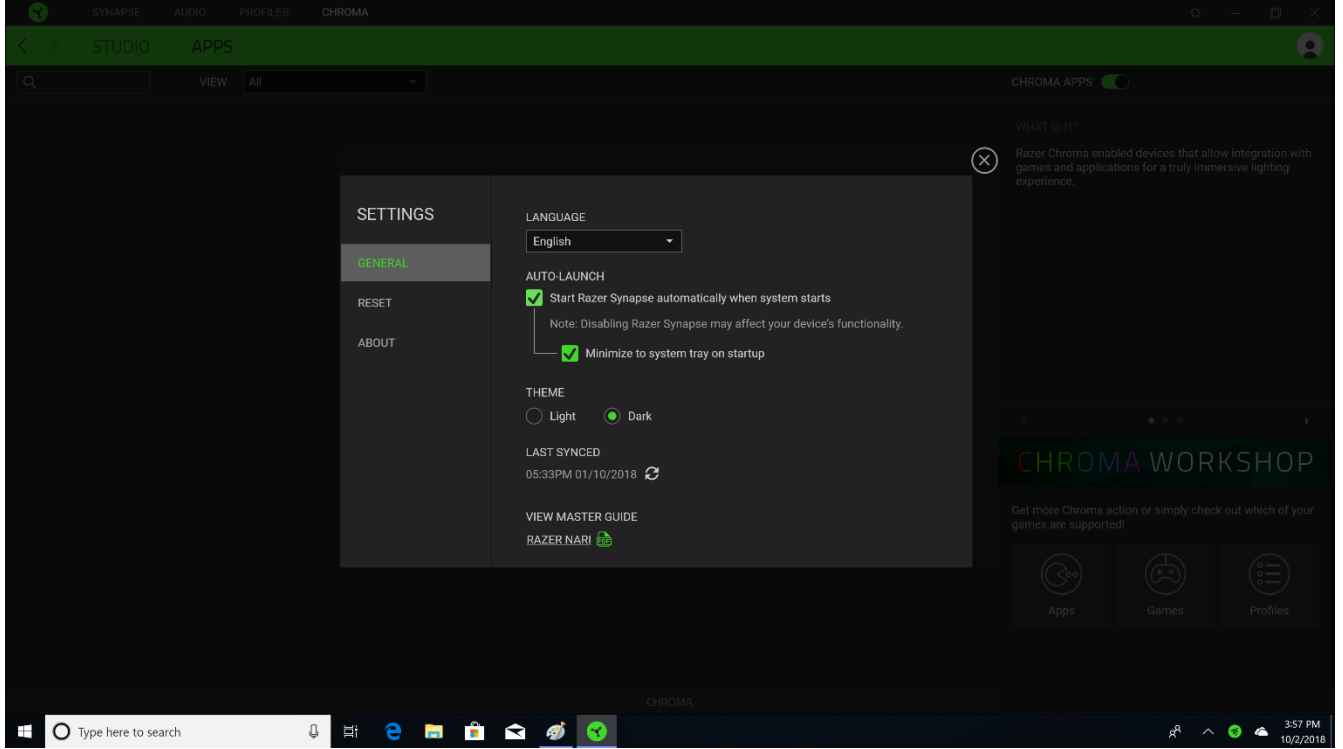 SYNAPSE AUDIO PROFILES CHROMA
STUDIO APPS
VIEW All
CHROMA APPS
WHAT IS IT?
Razer Chroma enabled devices that allow integration with
games and applications for a truly immersive lighting
experience.
SETTINGS
GENERAL
RESET
ABOUT
LANGUAGE
English
AUTO-LAUNCH
Start Razer Synapse automatically when system starts
Note: Disabling Razer Synapse may affect your device's functionality.
Minimize to system tray on startup
THEME
Light Dark
LAST SYNCED
05:33PM 01/10/2018
VIEW MASTER GUIDE
RAZER NARI PDF
CHROMA WORKSHOP
Get more Chroma action or simply check out which of your
games are supported!
Apps Games Profiles
CHROMA
Type here to search
3:57 PM
10/2/2018